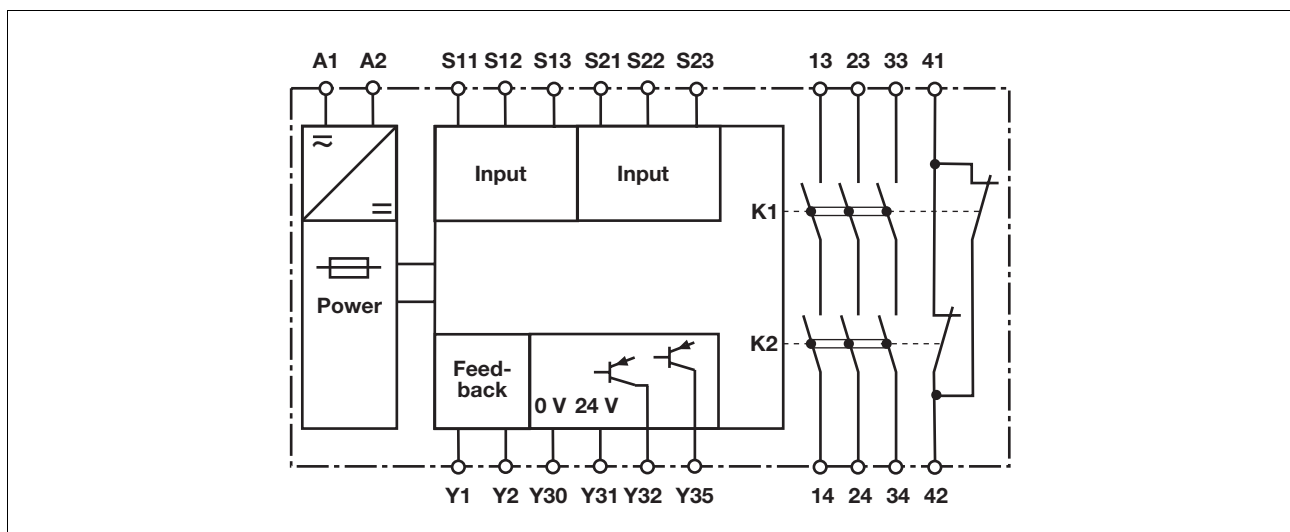 A1 A2 S11 S12 S13 S21 S22 S23 13 23 33 41
Input Input
K1
Power
K2
Feed-
back
0 V 24 V
Y1 Y2 Y30 Y31 Y32 Y35 14 24 34 42